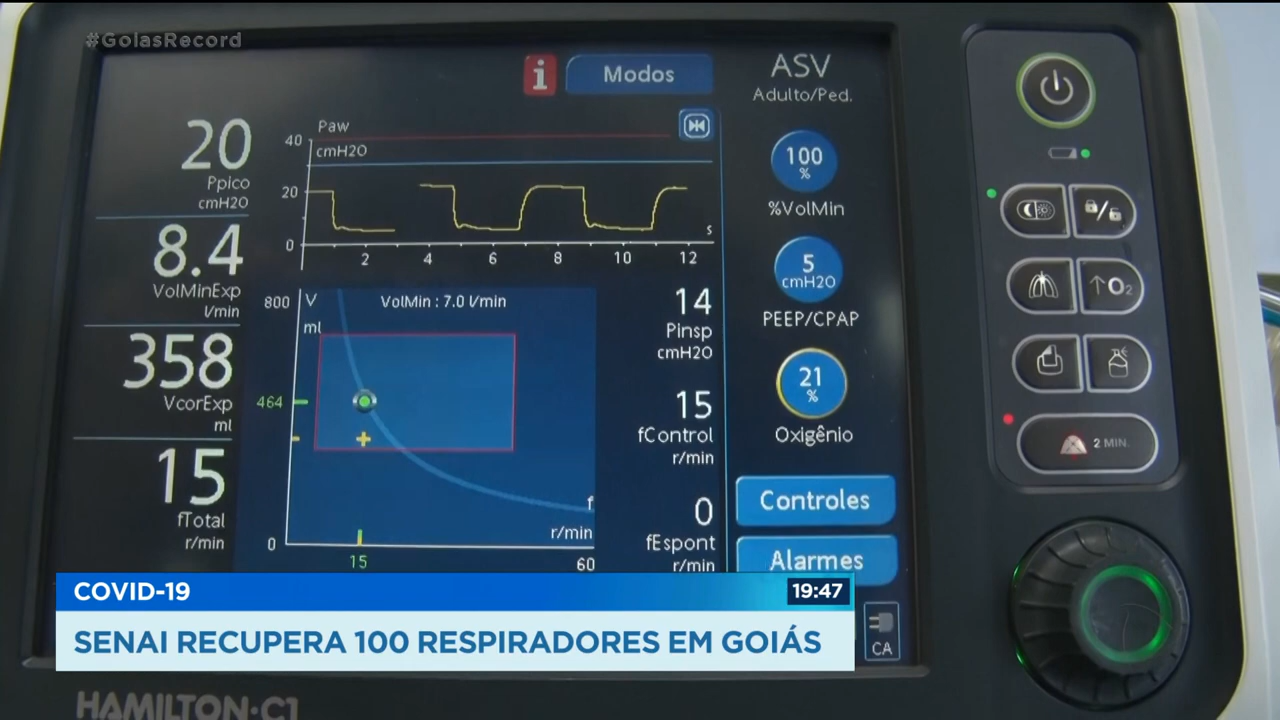 #GoiasRecord
i
Modos
ASV
Adulto/Ped.
20
Ppico
cmH2O
8.4
VolMinExp
l/min
358
VcorExp
ml
15
fTotal
r/min
Paw
cmH2O
40
20
0
2 4 6 8 10 12
s
800
V
ml
VolMin : 7.0 l/min
464
0
f
r/min
15
60
14
Pinsp
cmH2O
15
fControl
r/min
0
fEspont
r/min
100
%
%VolMin
5
cmH2O
PEEP/CPAP
21
%
Oxigênio
Controles
Alarmes
CA
↑O2
2 MIN.
COVID-19
19:47
SENAI RECUPERA 100 RESPIRADORES EM GOIÁS
HAMILTON·C1